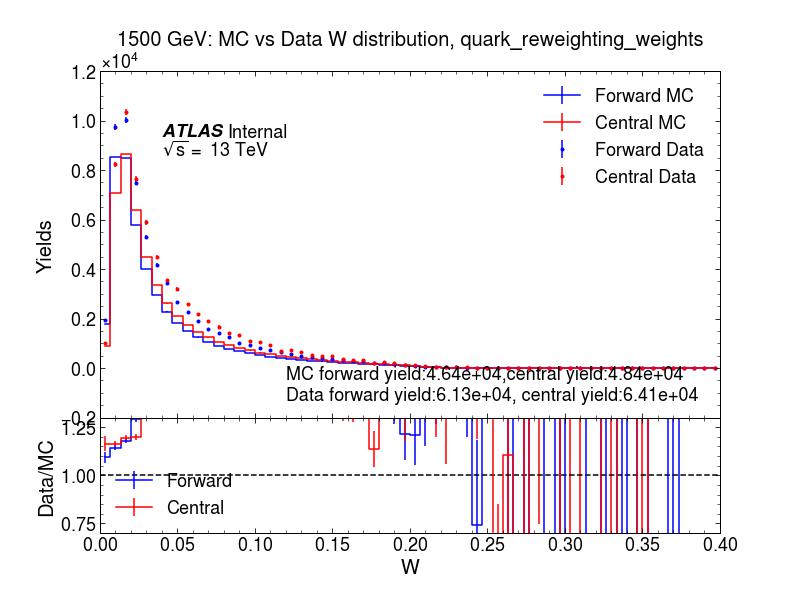 1500 GeV: MC vs Data W distribution, quark_reweighting_weights
×10⁴
1.2
1.0
0.8
0.6
0.4
0.2
0.0
0.2
Yields
ATLAS Internal
√s = 13 TeV
Forward MC
Central MC
Forward Data
Central Data
MC forward yield:4.64e+04,central yield:4.84e+04
Data forward yield:6.13e+04, central yield:6.41e+04
1.25
1.00
0.75
Data/MC
Forward
Central
0.00 0.05 0.10 0.15 0.20 0.25 0.30 0.35 0.40
W